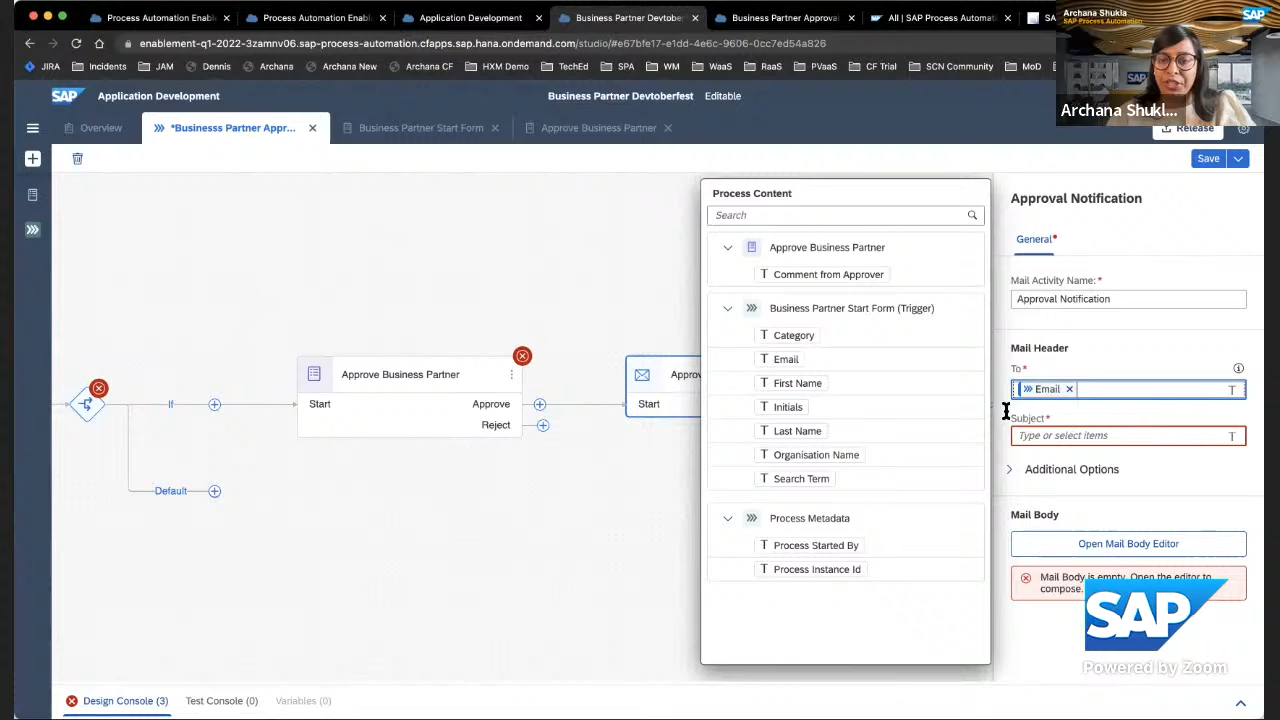 Process Automation Enabl
Process Automation Enabl
Application Development
Business Partner Devtober
Business Partner Approval
All | SAP Process Automat
SA
enablement-q1-2022-3zamnv06.sap-process-automation.cfapps.sap.hana.ondemand.com/studio/#e67bfe17-e1dd-4e6c-9606-0cc7ed54a826
JIRA
Incidents
JAM
Dennis
Archana
Archana New
Archana CF
HXM Demo
TechEd
SPA
WM
WaaS
RaaS
PVaaS
CF Trial
SCN Community
MoD
Archana Shukla
SAP Process Automation
SAP
SAP
Archana Shukl...
SAP
Application Development
Business Partner Devtoberfest
Editable
Overview
*Businesss Partner Appr...
Business Partner Start Form
Approve Business Partner
Release
Save
If
Default
Approve Business Partner
Start
Approve
Reject
Approv
Start
Process Content
Search
Approve Business Partner
T Comment from Approver
Business Partner Start Form (Trigger)
T Category
T Email
T First Name
T Initials
T Last Name
T Organisation Name
T Search Term
Process Metadata
T Process Started By
T Process Instance Id
Approval Notification
General*
Mail Activity Name:*
Approval Notification
Mail Header
To*
Email
T
Subject*
Type or select items
T
Additional Options
Mail Body
Open Mail Body Editor
Mail Body is empty. Open the editor to
compose.
SAP
Powered by Zoom
Design Console (3)
Test Console (0)
Variables (0)